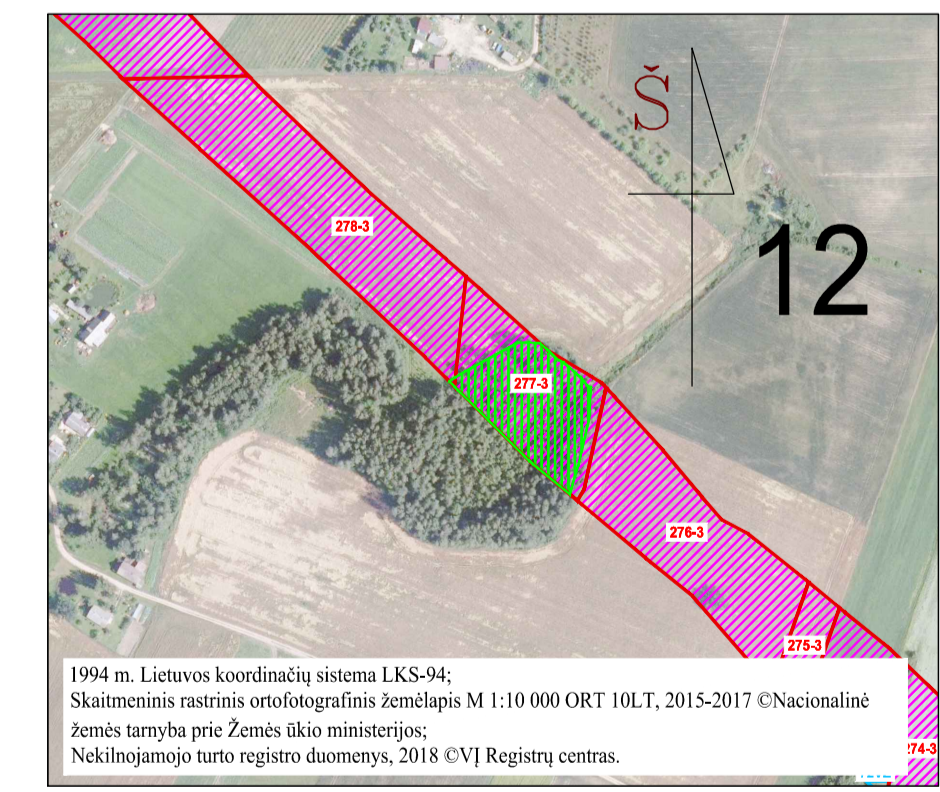 Š
12
278-3
277-3
276-3
275-3
274-3
1994 m. Lietuvos koordinačių sistema LKS-94;
Skaitmeninis rastrinis ortofotografinis žemėlapis M 1:10 000 ORT 10LT, 2015-2017 ©Nacionalinė
žemės tarnyba prie Žemės ūkio ministerijos;
Nekilnojamojo turto registro duomenys, 2018 ©VĮ Registrų centras.